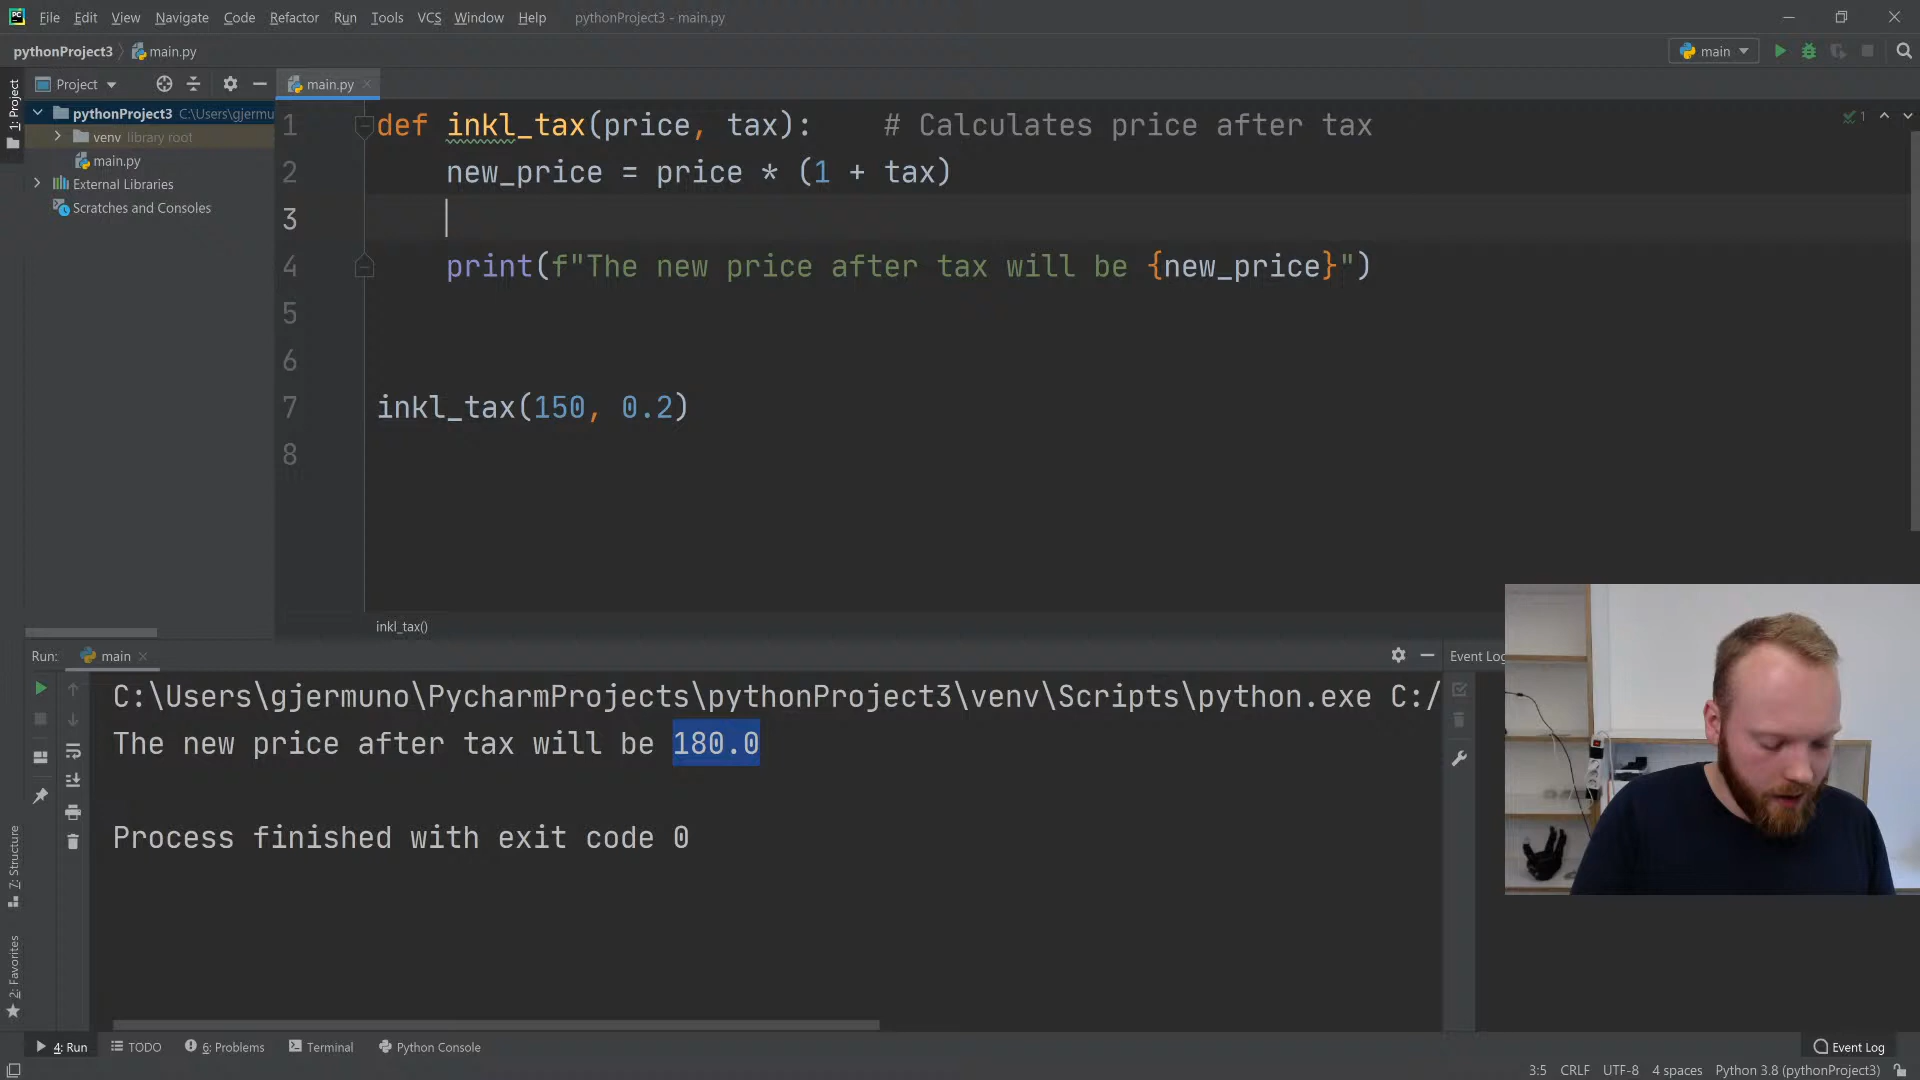 PC File Edit View Navigate Code Refactor Run Tools VCS Window Help pythonProject3 - main.py
pythonProject3 main.py main
1: Project
Project main.py
pythonProject3 C:\Users\gjermu
venv library root
main.py
External Libraries
Scratches and Consoles
1 def inkl_tax(price, tax): # Calculates price after tax
2 new_price = price * (1 + tax)
3
4 print(f"The new price after tax will be {new_price}")
5
6
7 inkl_tax(150, 0.2)
8
1
inkl_tax()
Run: main Event Log
C:\Users\gjermuno\PycharmProjects\pythonProject3\venv\Scripts\python.exe C:/
The new price after tax will be 180.0
Process finished with exit code 0
7: Structure
2: Favorites
4: Run TODO 6: Problems Terminal Python Console Event Log
3:5 CRLF UTF-8 4 spaces Python 3.8 (pythonProject3)